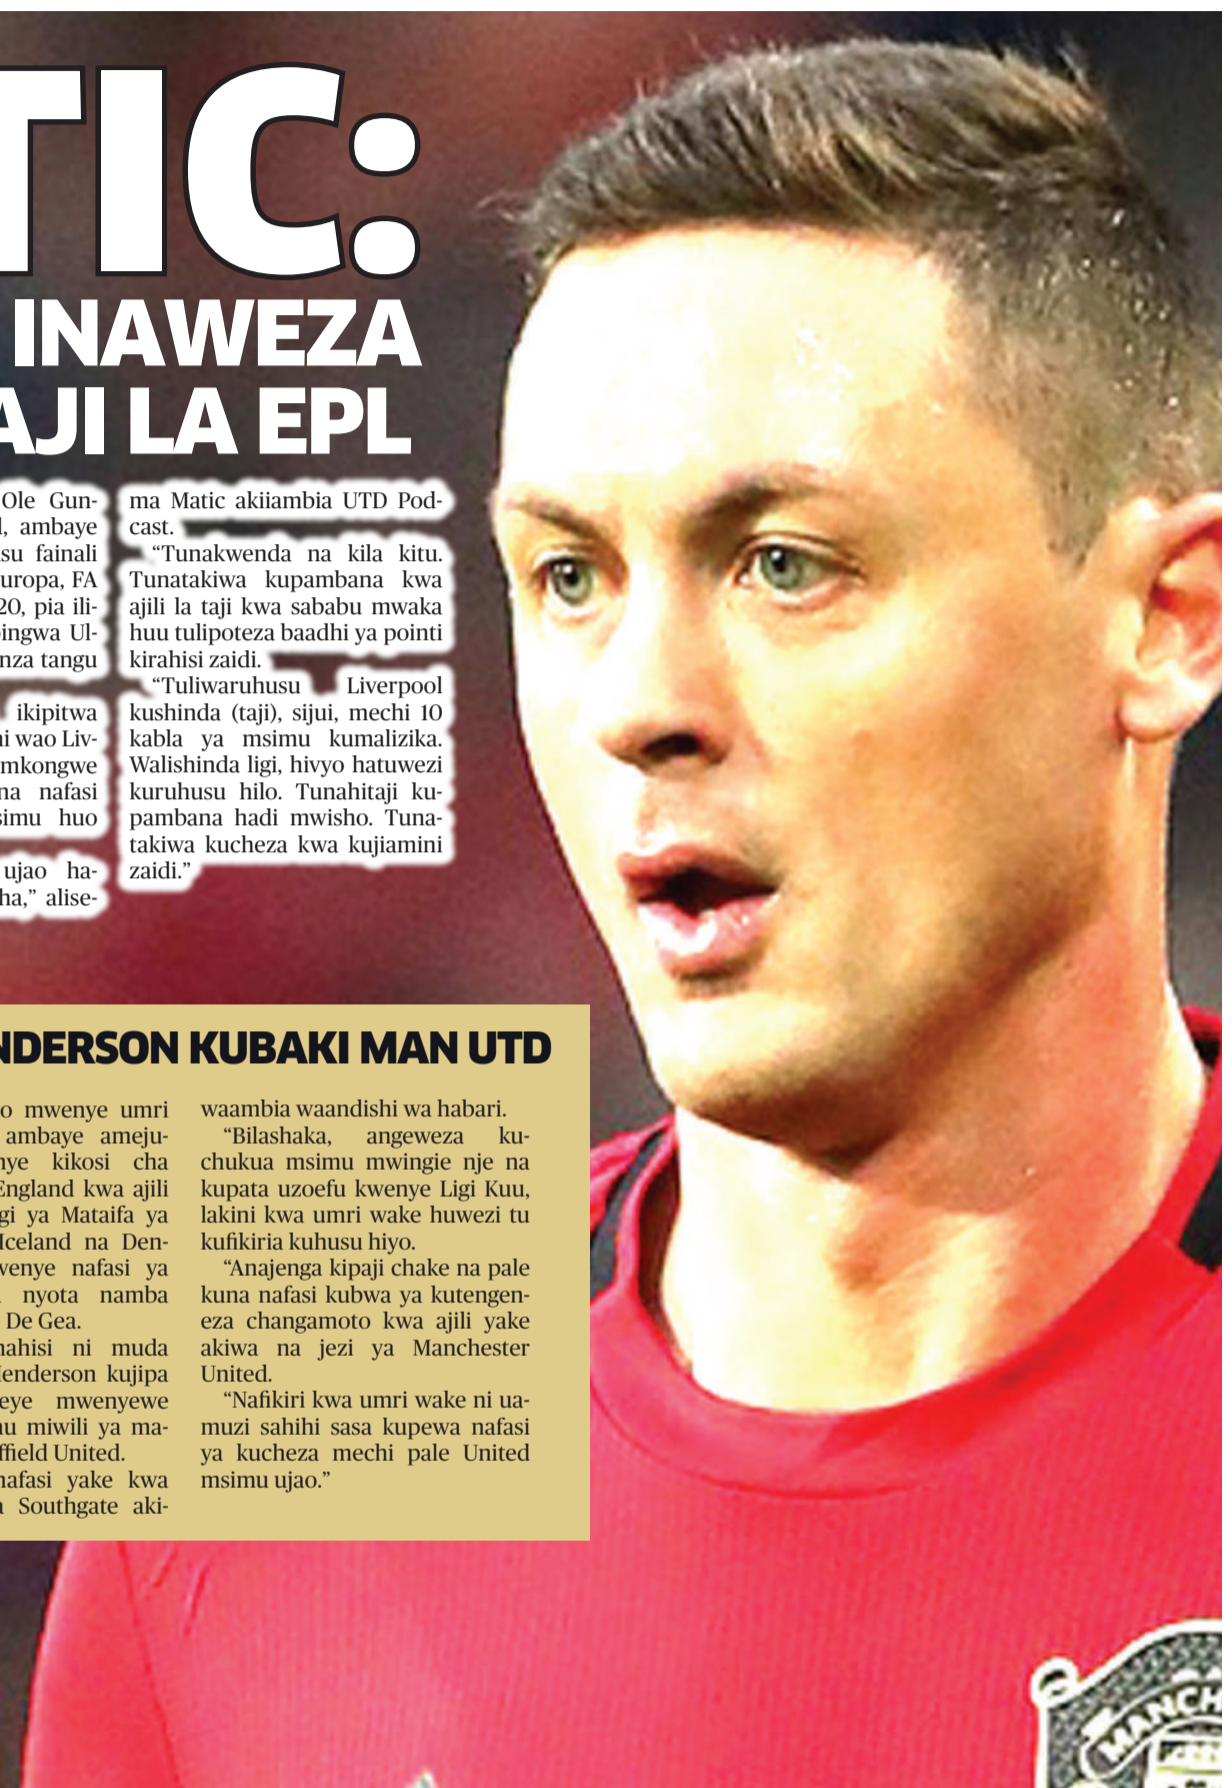 TIC:
INAWEZA
AJI LA EPL
Ole Gun-
, ambaye
su fainali
uropa, FA
20, pia ili-
ingwa Ul-
nza tangu
ikipitwa
i wao Liv-
mkongwe
na nafasi
simu huo
ujao ha-
ha,” alise-
ma Matic akiiambia UTD Pod-
cast.
“Tunakwenda na kila kitu.
Tunatakiwa kupambana kwa
ajili la taji kwa sababu mwaka
huu tulipoteza baadhi ya pointi
kirahisi zaidi.
“Tuliwaruhusu Liverpool
kushinda (taji), sijui, mechi 10
kabla ya msimu kumalizika.
Walishinda ligi, hivyo hatuwezi
kuruhusu hilo. Tunahitaji ku-
pambana hadi mwisho. Tuna-
takiwa kucheza kwa kujiamini
zaidi.”
NDERSON KUBAKI MAN UTD
o mwenye umri
ambaye ameju-
nye kikosi cha
England kwa ajili
gi ya Mataifa ya
Iceland na Den-
wenye nafasi ya
nyota namba
De Gea.
nahisi ni muda
Henderson kujipa
eye mwenyewe
u miwili ya ma-
ffield United.
nafasi yake kwa
a Southgate aki-
waambia waandishi wa habari.
“Bilashaka, angeweza ku-
chukua msimu mwingie nje na
kupata uzoefu kwenye Ligi Kuu,
lakini kwa umri wake huwezi tu
kufikiria kuhusu hiyo.
“Anajenga kipaji chake na pale
kuna nafasi kubwa ya kutengen-
eza changamoto kwa ajili yake
akiwa na jezi ya Manchester
United.
“Nafikiri kwa umri wake ni ua-
muzi sahihi sasa kupewa nafasi
ya kucheza mechi pale United
msimu ujao.”
MANCH